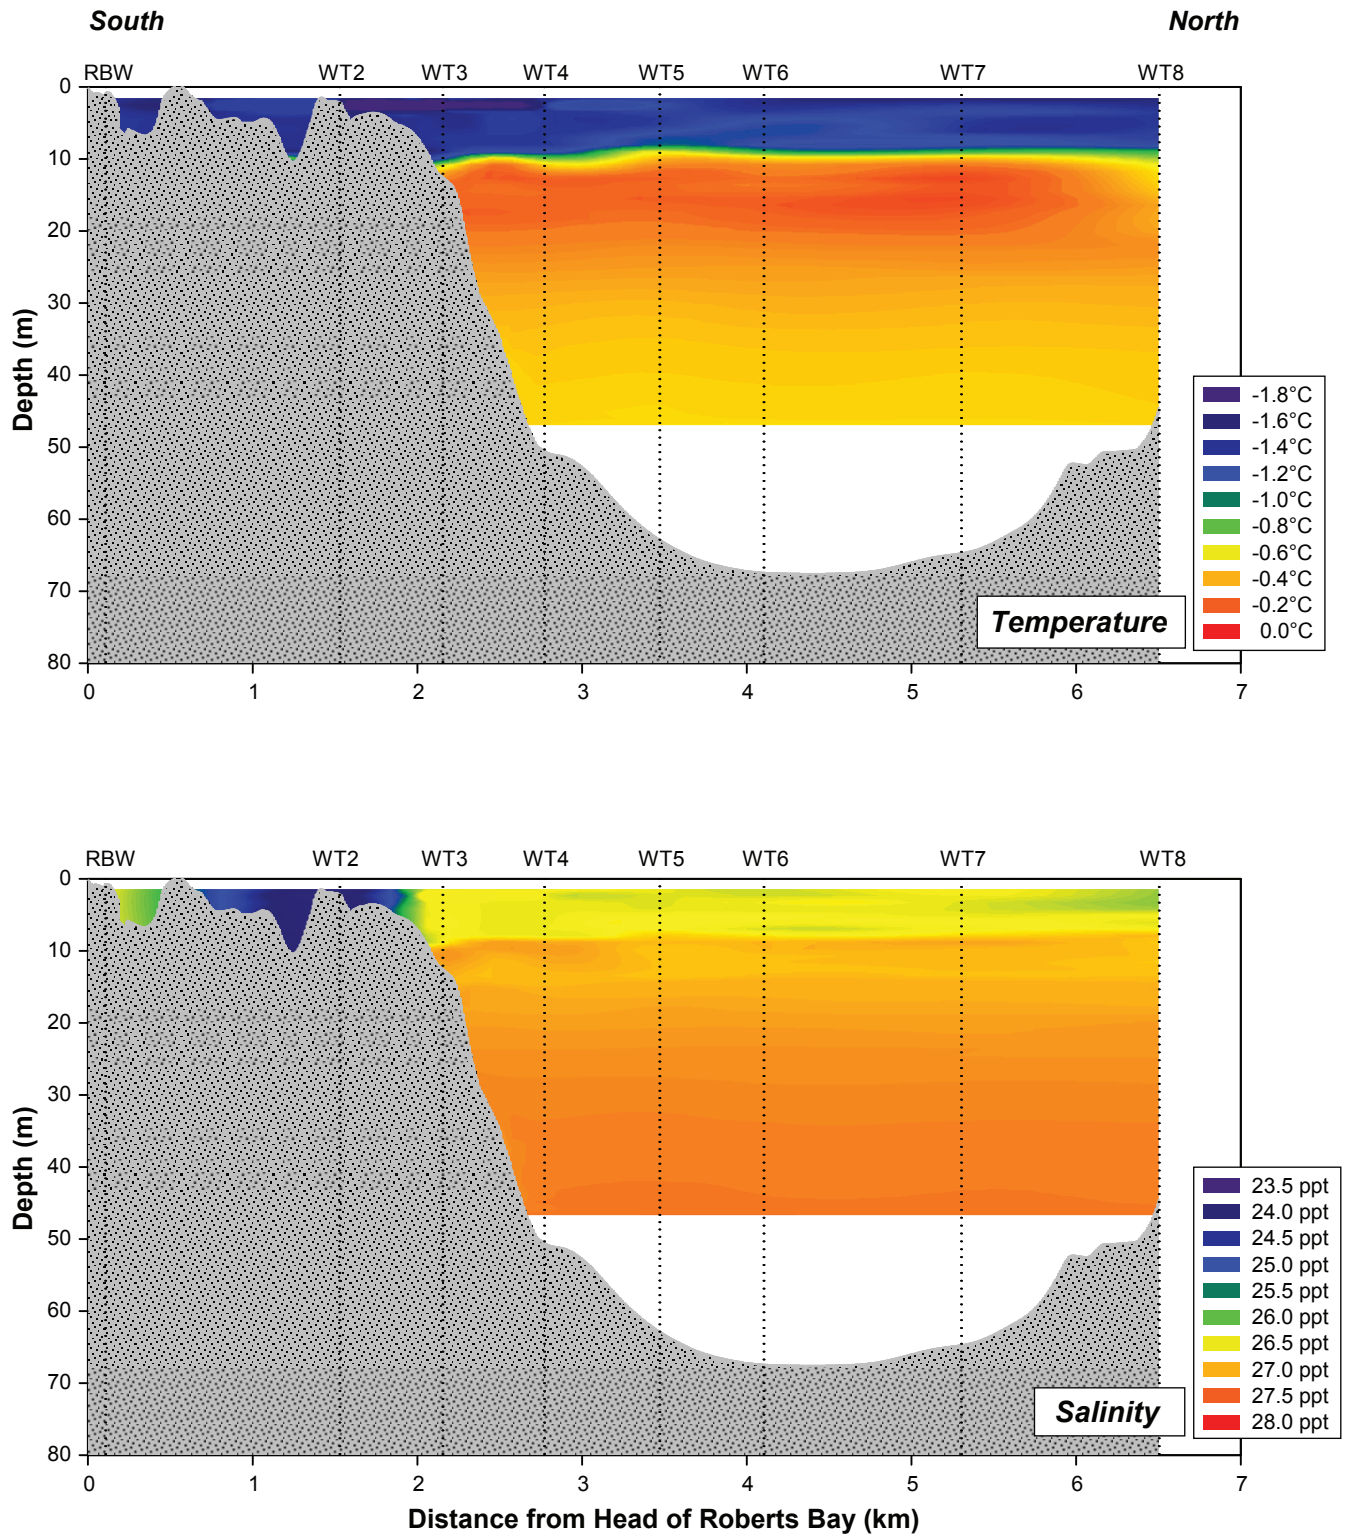 South North
RBW WT2 WT3 WT4 WT5 WT6 WT7 WT8
0
10
20
30
40
50
60
70
80
Depth (m)
-1.8°C
-1.6°C
-1.4°C
-1.2°C
-1.0°C
-0.8°C
-0.6°C
-0.4°C
-0.2°C
0.0°C
Temperature
0 1 2 3 4 5 6 7
RBW WT2 WT3 WT4 WT5 WT6 WT7 WT8
0
10
20
30
40
50
60
70
80
Depth (m)
23.5 ppt
24.0 ppt
24.5 ppt
25.0 ppt
25.5 ppt
26.0 ppt
26.5 ppt
27.0 ppt
27.5 ppt
28.0 ppt
Salinity
0 1 2 3 4 5 6 7
Distance from Head of Roberts Bay (km)